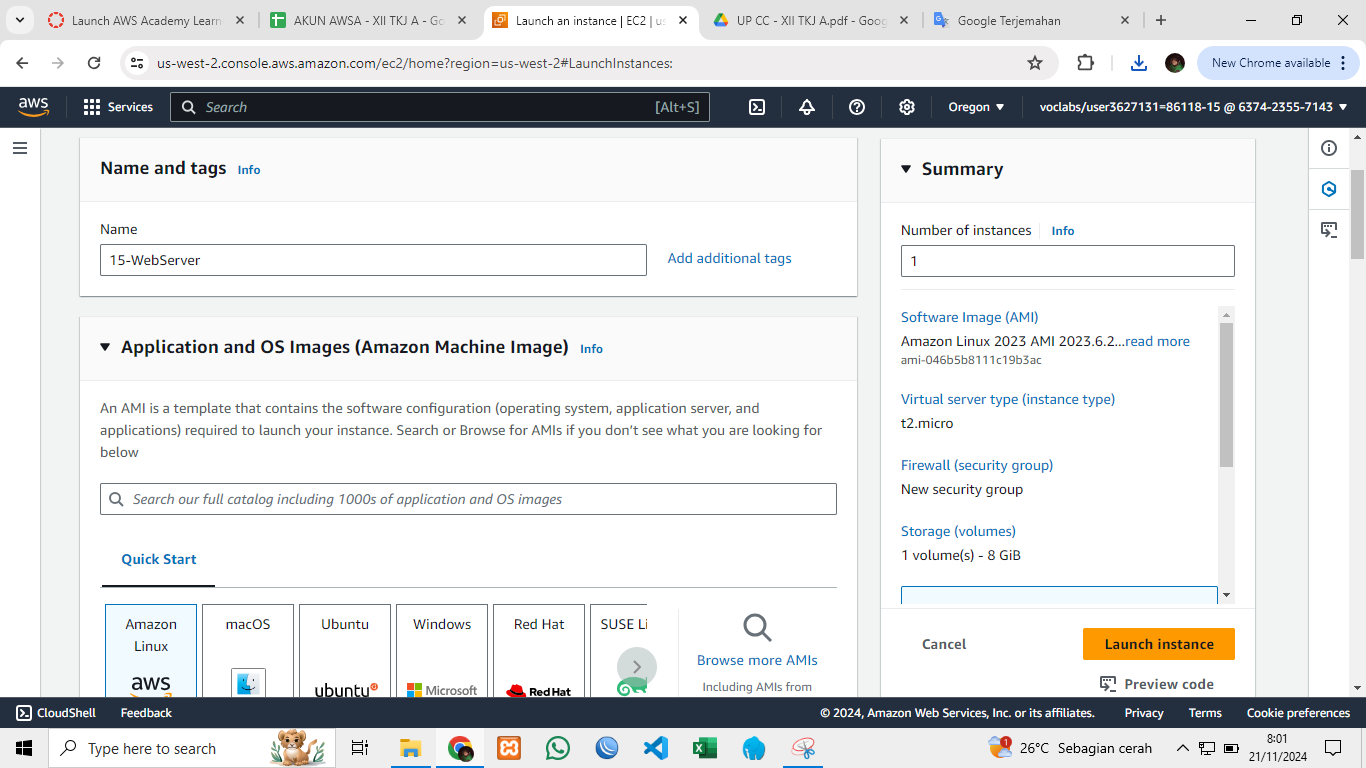 Launch AWS Academy Learn
AKUN AWSA - XII TKJ A - Go
Launch an instance | EC2 | us
UP CC - XII TKJ A.pdf - Goog
Google Terjemahan
us-west-2.console.aws.amazon.com/ec2/home?region=us-west-2#LaunchInstances:
New Chrome available
aws
Services
Search
[Alt+S]
Oregon
voclabs/user3627131=86118-15 @ 6374-2355-7143
Name and tags Info
Name
15-WebServer
Add additional tags
Application and OS Images (Amazon Machine Image) Info
An AMI is a template that contains the software configuration (operating system, application server, and
applications) required to launch your instance. Search or Browse for AMIs if you don't see what you are looking for
below
Search our full catalog including 1000s of application and OS images
Quick Start
Amazon
Linux
aws
macOS
Ubuntu
ubuntu
Windows
Microsoft
Red Hat
Red Hat
SUSE Li
Browse more AMIs
Including AMIs from
Summary
Number of instances Info
1
Software Image (AMI)
Amazon Linux 2023 AMI 2023.6.2...read more
ami-046b5b8111c19b3ac
Virtual server type (instance type)
t2.micro
Firewall (security group)
New security group
Storage (volumes)
1 volume(s) - 8 GiB
Cancel
Launch instance
Preview code
CloudShell
Feedback
© 2024, Amazon Web Services, Inc. or its affiliates.
Privacy
Terms
Cookie preferences
Type here to search
26°C Sebagian cerah
8:01
21/11/2024